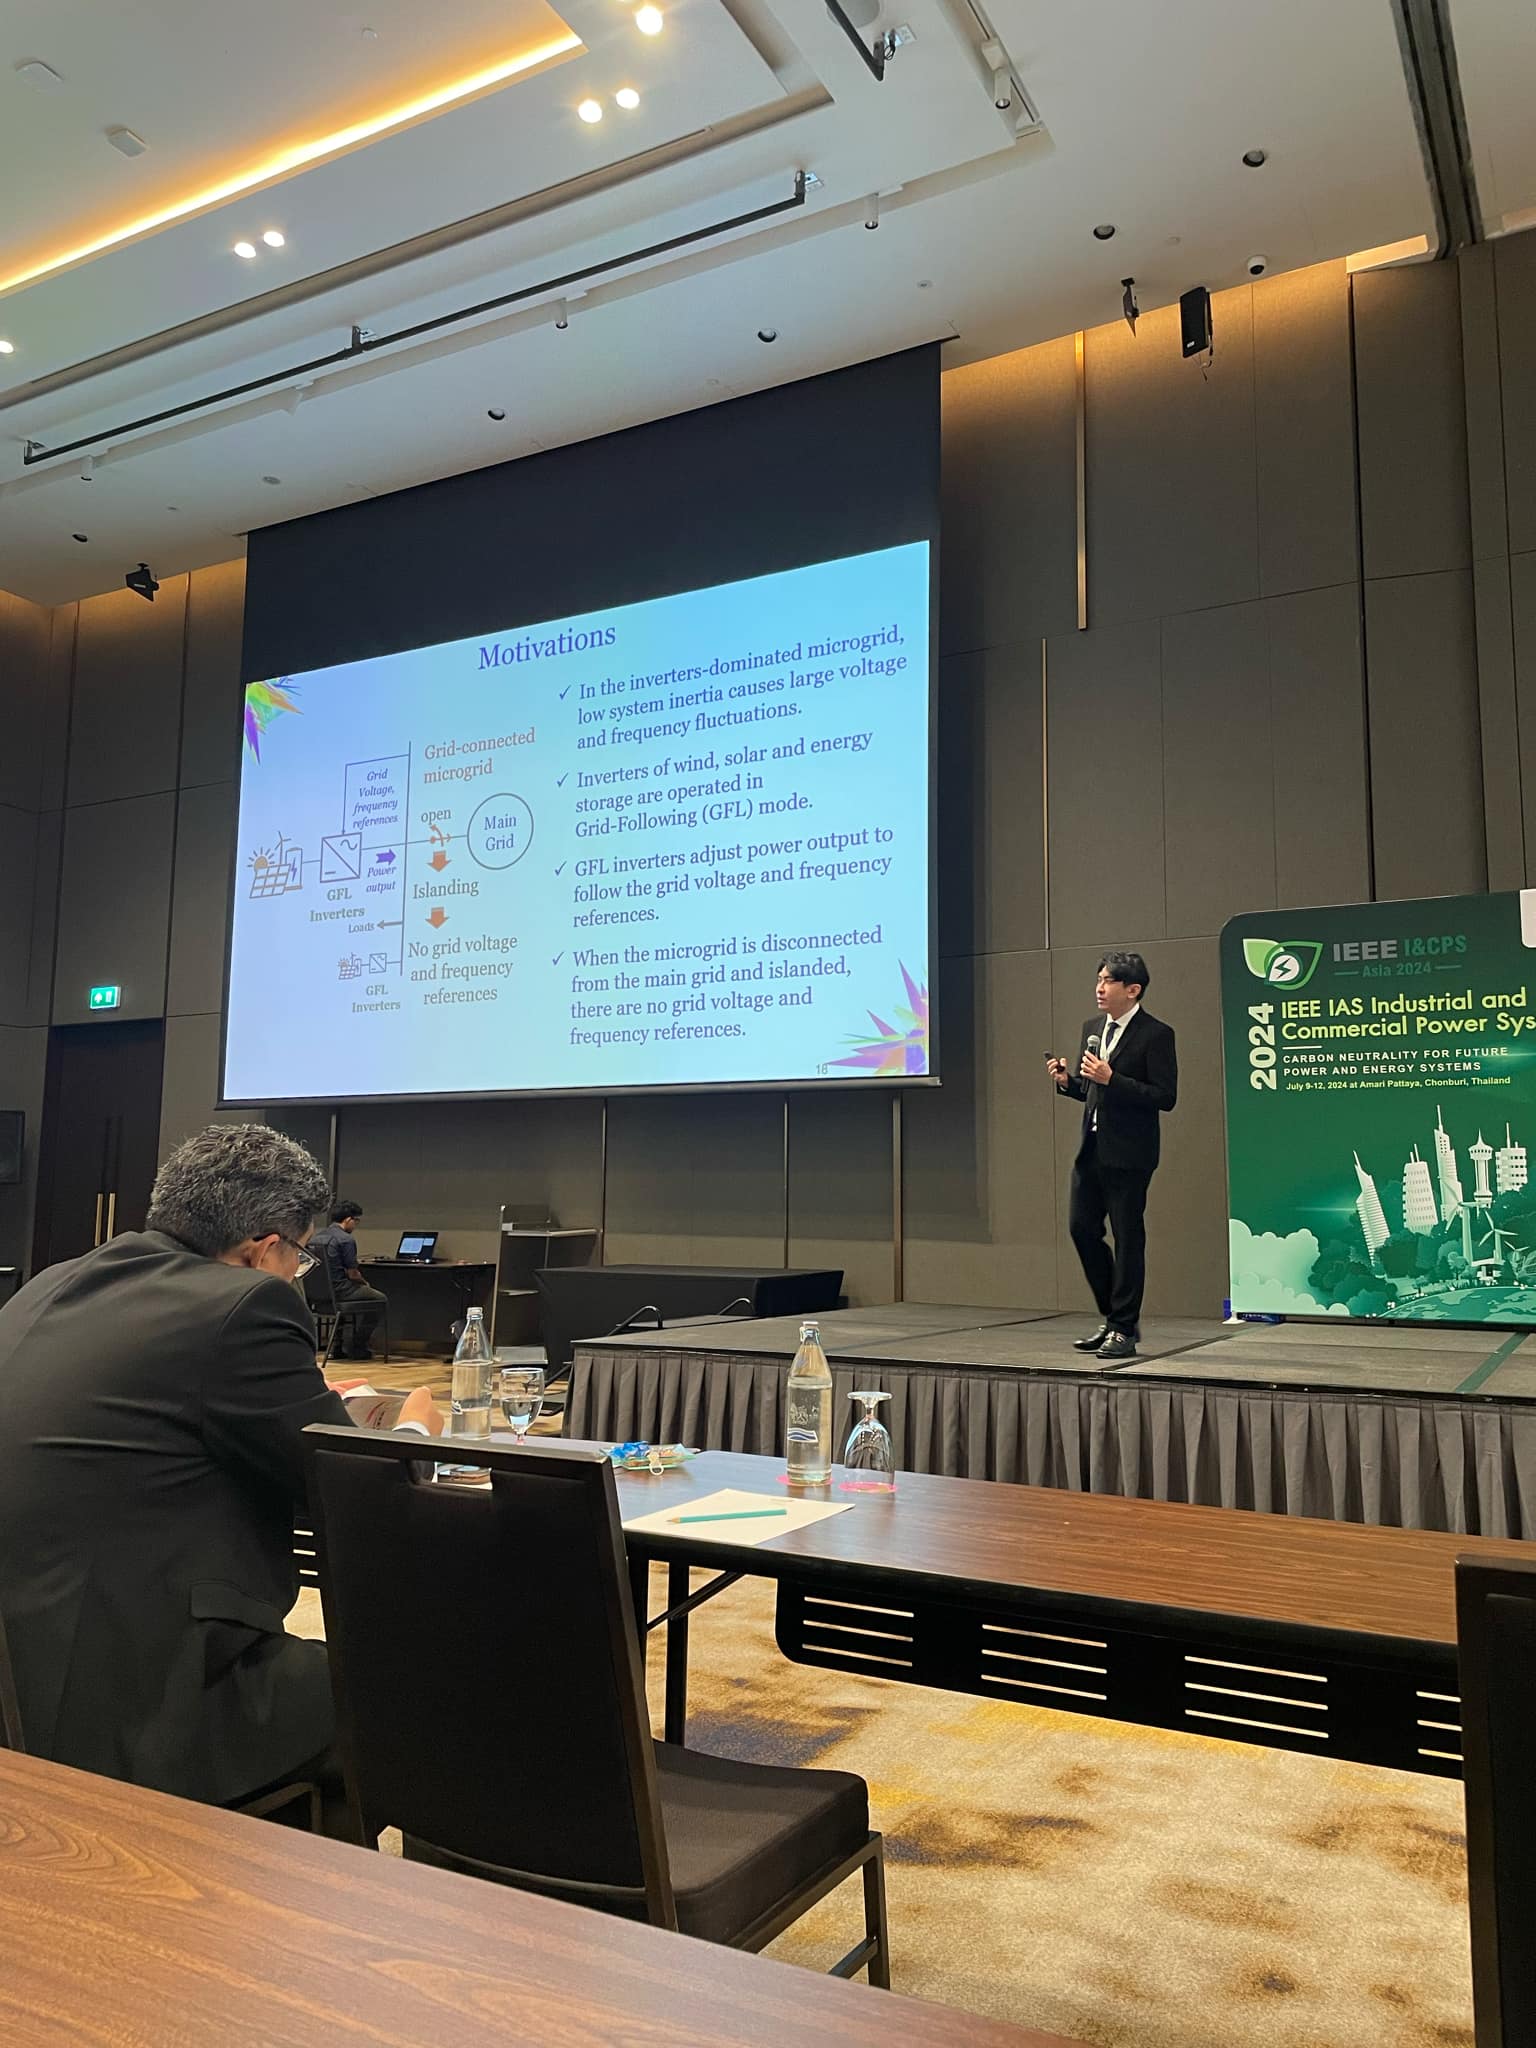 Motivations
Grid
Voltage,
frequency
references
Grid-connected
microgrid
open
Main
Grid
Power
output
GFL
Inverters
Islanding
Loads
No grid voltage
and frequency
references
GFL
Inverters
✓ In the inverters-dominated microgrid,
low system inertia causes large voltage
and frequency fluctuations.
✓ Inverters of wind, solar and energy
storage are operated in
Grid-Following (GFL) mode.
✓ GFL inverters adjust power output to
follow the grid voltage and frequency
references.
✓ When the microgrid is disconnected
from the main grid and islanded,
there are no grid voltage and
frequency references.
18
IEEE I&CPS
Asia 2024
2024
IEEE IAS Industrial and
Commercial Power Sys
CARBON NEUTRALITY FOR FUTURE
POWER AND ENERGY SYSTEMS
July 9-12, 2024 at Amari Pattaya, Chonburi, Thailand